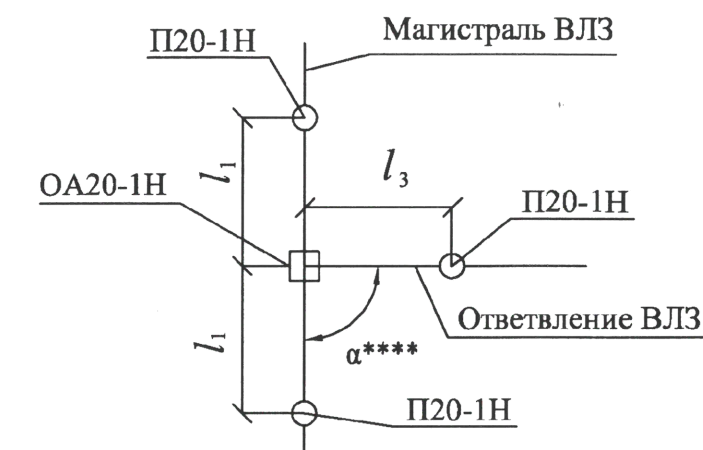 П20-1Н
Магистраль ВЛЗ
l₁
l₃
ОА20-1Н
П20-1Н
Ответвление ВЛЗ
l₁
α****
П20-1Н